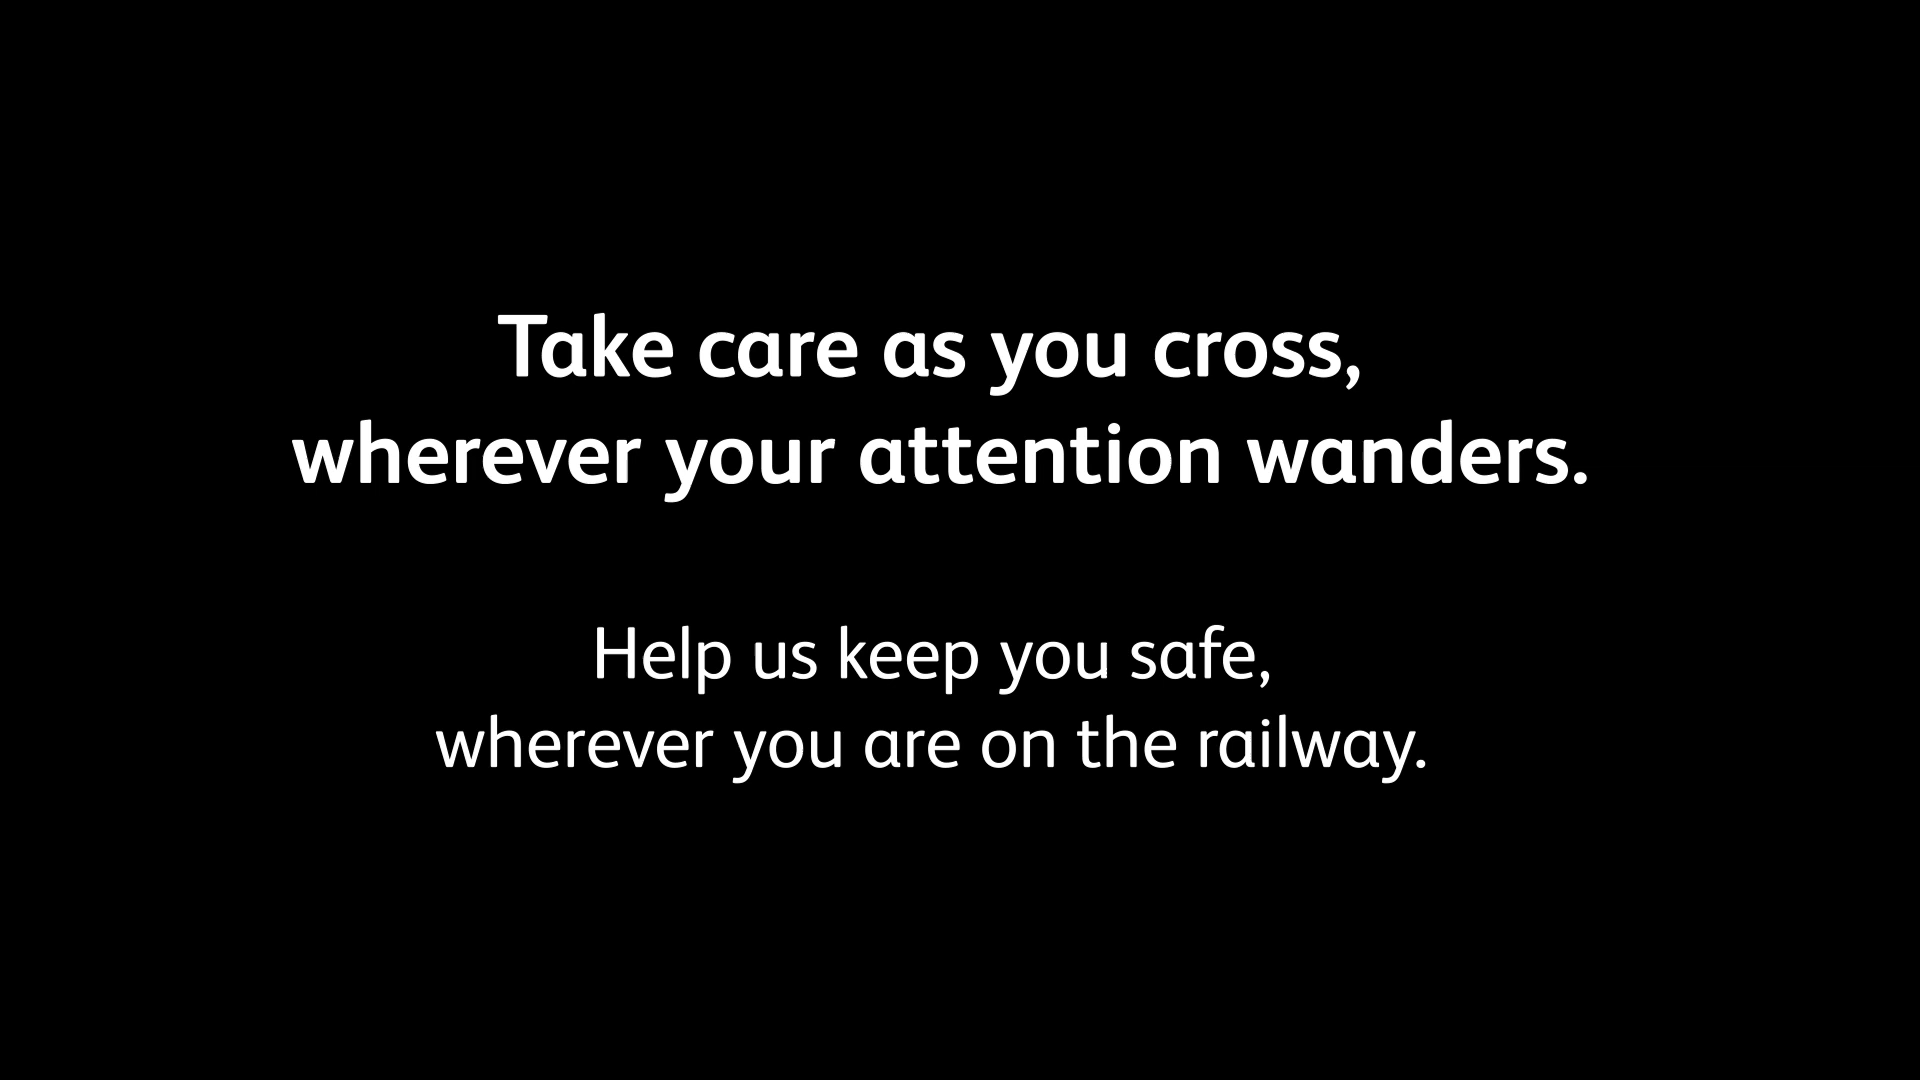 Take care as you cross,
wherever your attention wanders.
Help us keep you safe,
wherever you are on the railway.